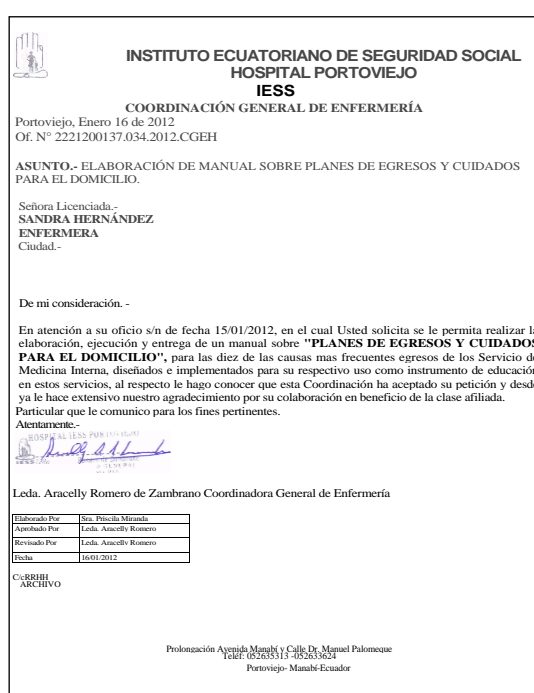 INSTITUTO ECUATORIANO DE SEGURIDAD SOCIAL
HOSPITAL PORTOVIEJO
IESS
COORDINACIÓN GENERAL DE ENFERMERÍA
Portoviejo, Enero 16 de 2012
Of. N° 2221200137.034.2012.CGEH
ASUNTO.- ELABORACIÓN DE MANUAL SOBRE PLANES DE EGRESOS Y CUIDADOS
PARA EL DOMICILIO.
Señora Licenciada.-
SANDRA HERNÁNDEZ
ENFERMERA
Ciudad.-
De mi consideración. -
En atención a su oficio s/n de fecha 15/01/2012, en el cual Usted solicita se le permita realizar la
elaboración, ejecución y entrega de un manual sobre "PLANES DE EGRESOS Y CUIDADOS
PARA EL DOMICILIO", para las diez de las causas mas frecuentes egresos de los Servicio de
Medicina Interna, diseñados e implementados para su respectivo uso como instrumento de educación
en estos servicios, al respecto le hago conocer que esta Coordinación ha aceptado su petición y desde
ya le hace extensivo nuestro agradecimiento por su colaboración en beneficio de la clase afiliada.
Particular que le comunico para los fines pertinentes.
Atentamente.-
HOSPITAL IESS PORTOVIEJO
IESS
Leda. Aracelly Romero de Zambrano Coordinadora General de Enfermería
Elaborado Por Sra. Priscila Miranda
Aprobado Por Leda. Aracelly Romero
Revisado Por Leda. Aracelly Romero
Fecha 16/01/2012
C/cRRHH
ARCHIVO
Prolongación Avenida Manabí y Calle Dr. Manuel Palomeque
Teléf: 052635313 -052633624
Portoviejo- Manabí-Ecuador